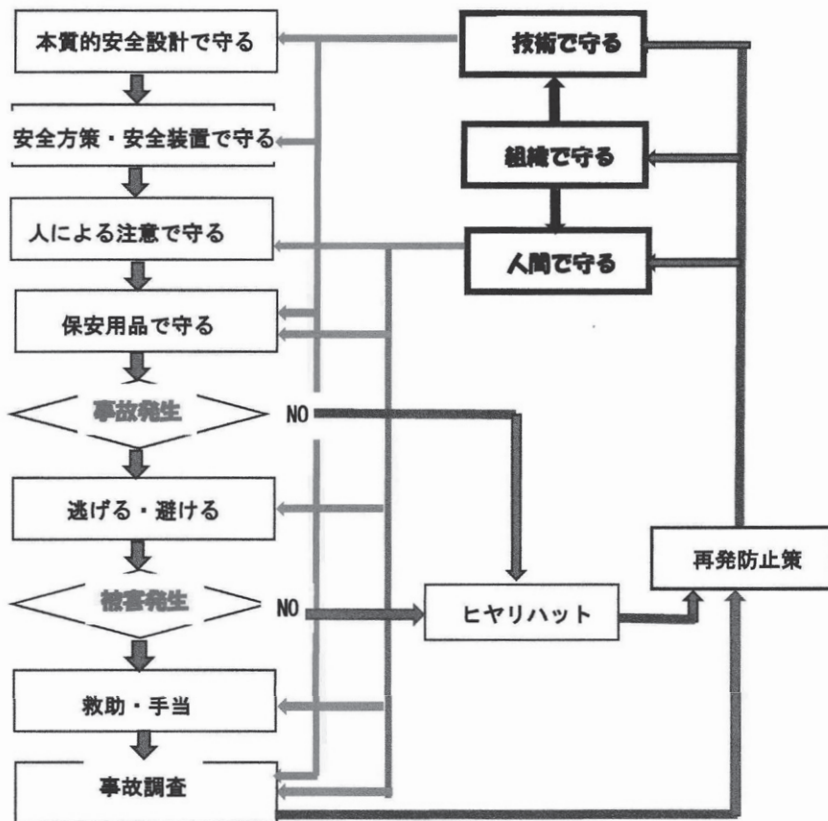 本質的安全設計で守る
安全方策・安全装置で守る
人による注意で守る
保安用品で守る
事故発生
NO
逃げる・避ける
被害発生
NO
救助・手当
事故調査
技術で守る
組織で守る
人間で守る
ヒヤリハット
再発防止策